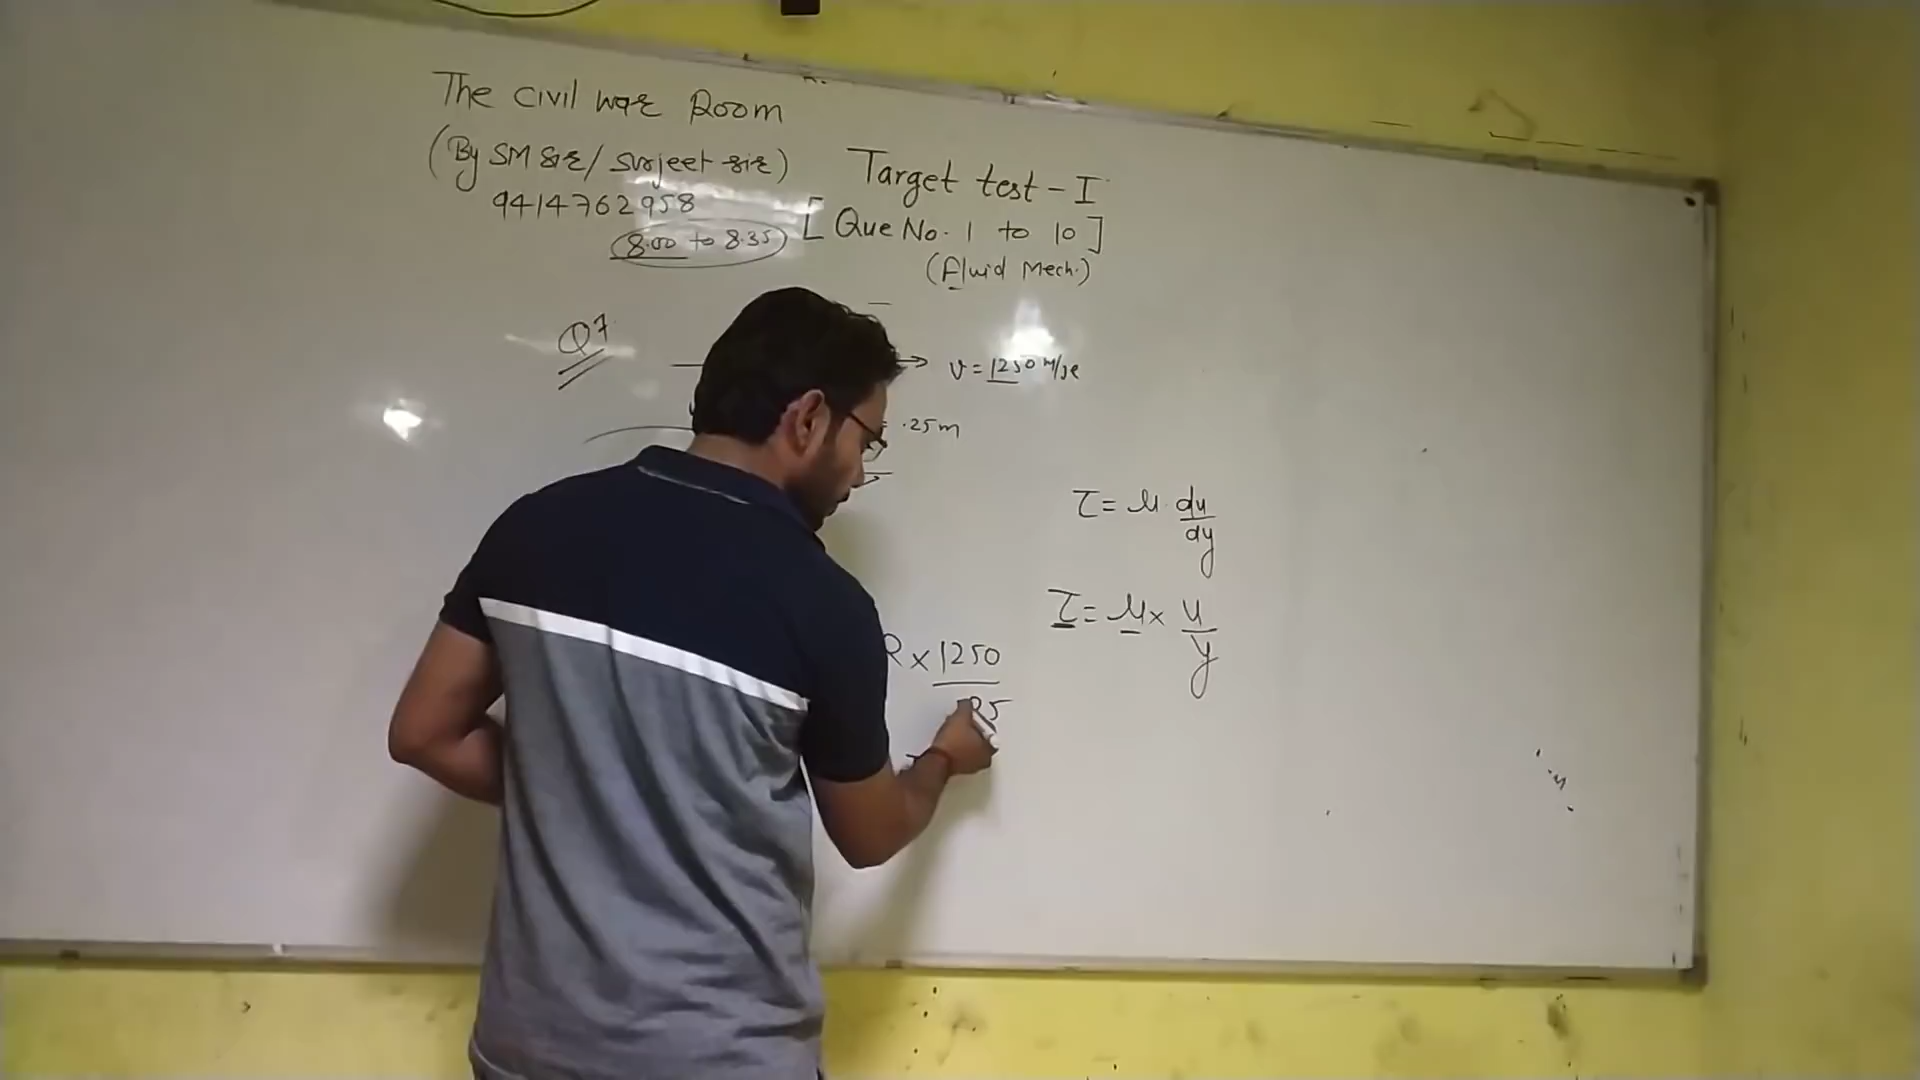 The civil war Room
(By SM Sir/ Surjeet Sir)
9414762958
8.00 to 8.35
Target test - I
[Que No. 1 to 10]
(Fluid Mech.)
Q7
v = 1250 m/se
.25m
τ = μ du/dy
τ = μ x u/y
x 1250
.25